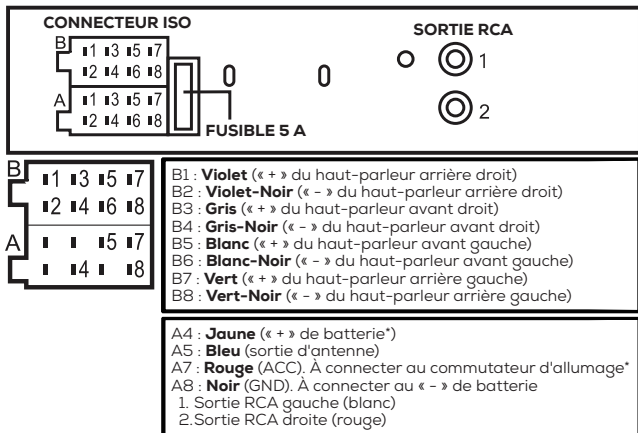 CONNECTEUR ISO
SORTIE RCA
B 1 3 5 7
2 4 6 8
A 1 3 5 7
2 4 6 8
1
2
FUSIBLE 5 A
B 1 3 5 7
2 4 6 8
A 5 7
4 8
B1 : Violet (« + » du haut-parleur arrière droit)
B2 : Violet-Noir (« - » du haut-parleur arrière droit)
B3 : Gris (« + » du haut-parleur avant droit)
B4 : Gris-Noir (« - » du haut-parleur avant droit)
B5 : Blanc (« + » du haut-parleur avant gauche)
B6 : Blanc-Noir (« - » du haut-parleur avant gauche)
B7 : Vert (« + » du haut-parleur arrière gauche)
B8 : Vert-Noir (« - » du haut-parleur arrière gauche)
A4 : Jaune (« + » de batterie*)
A5 : Bleu (sortie d'antenne)
A7 : Rouge (ACC). À connecter au commutateur d'allumage*
A8 : Noir (GND). À connecter au « - » de batterie
1. Sortie RCA gauche (blanc)
2.Sortie RCA droite (rouge)